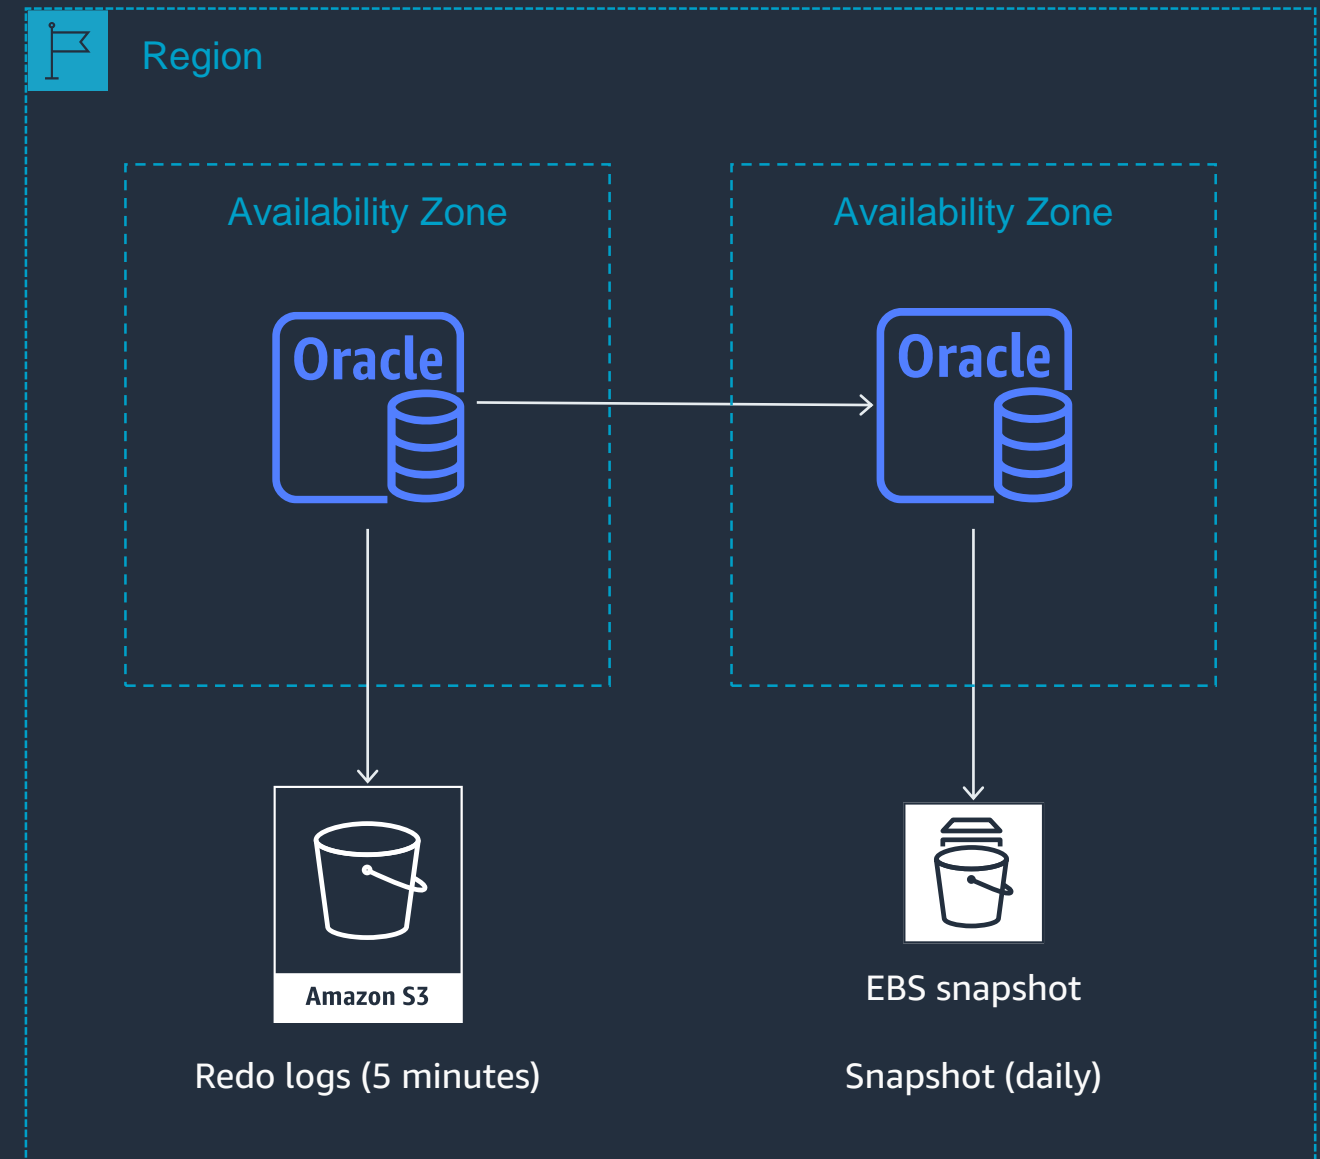 Region
Availability Zone
Availability Zone
Oracle
Oracle
Amazon S3
EBS snapshot
Redo logs (5 minutes)
Snapshot (daily)